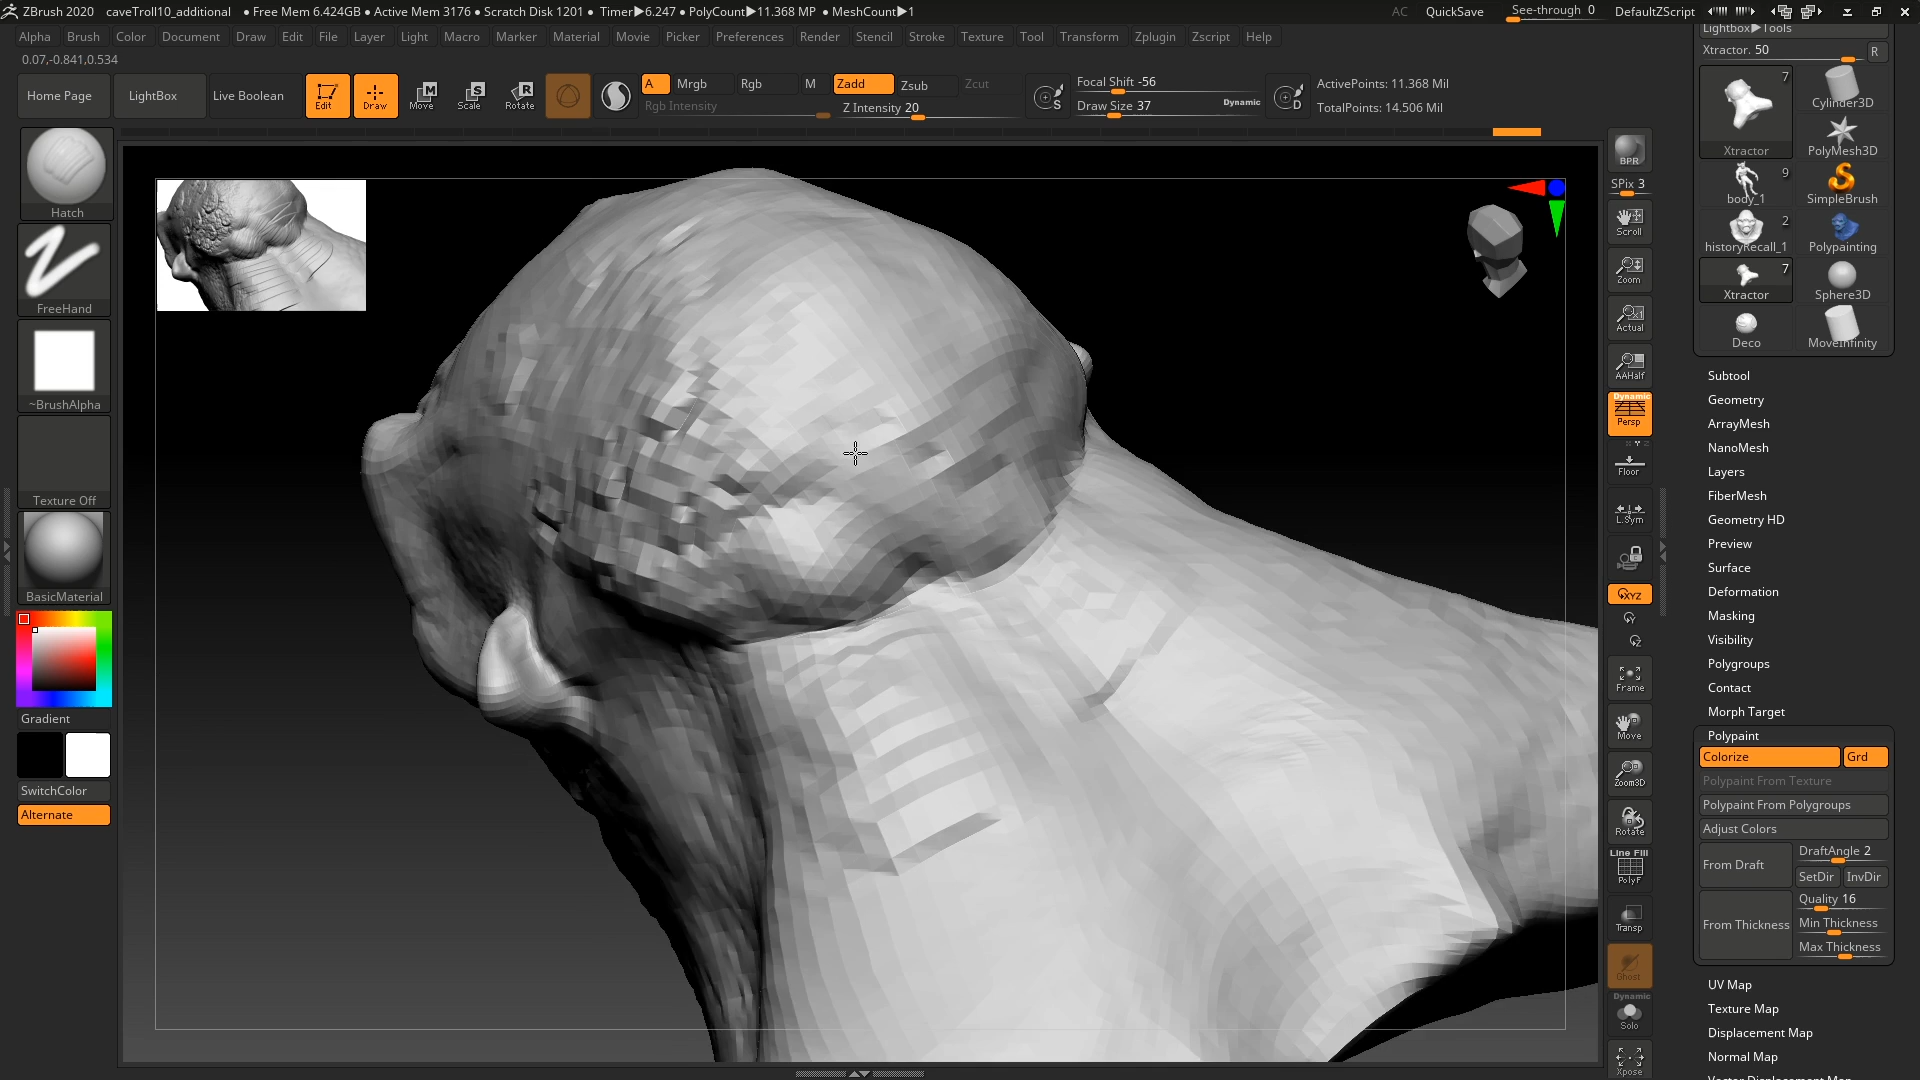 ZBrush 2020 caveTroll10_additional ● Free Mem 6.424GB ● Active Mem 3176 ● Scratch Disk 1201 ● Timer▶6.247 ● PolyCount▶11.368 MP ● MeshCount▶1 AC QuickSave See-through 0 DefaultZScript
Alpha Brush Color Document Draw Edit File Layer Light Macro Marker Material Movie Picker Preferences Render Stencil Stroke Texture Tool Transform Zplugin Zscript Help
0.07,-0.841,0.534
Home Page LightBox Live Boolean Edit Draw Move Scale Rotate
A Mrgb Rgb M Zadd Zsub Zcut
Rgb Intensity Z Intensity 20
Focal Shift -56
Draw Size 37 Dynamic
ActivePoints: 11.368 Mil
TotalPoints: 14.506 Mil
Hatch
FreeHand
~BrushAlpha
Texture Off
BasicMaterial
Gradient
SwitchColor
Alternate
BPR
SPix 3
Scroll
Zoom
Actual
AAHalf
Dynamic
Persp
Floor
L.Sym
XYZ
Frame
Move
Zoom3D
Rotate
Line Fill
PolyF
Transp
Ghost
Dynamic
Solo
Xpose
Lightbox▶Tools
Xtractor. 50 R
7
Xtractor
Cylinder3D
PolyMesh3D
9
body_1 SimpleBrush
2
historyRecall_1 Polypainting
7
Xtractor Sphere3D
Deco MoveInfinity
Subtool
Geometry
ArrayMesh
NanoMesh
Layers
FiberMesh
Geometry HD
Preview
Surface
Deformation
Masking
Visibility
Polygroups
Contact
Morph Target
Polypaint
Colorize Grd
Polypaint From Texture
Polypaint From Polygroups
Adjust Colors
From Draft DraftAngle 2
SetDir InvDir
From Thickness Quality 16
Min Thickness
Max Thickness
UV Map
Texture Map
Displacement Map
Normal Map
Vector Displacement Map